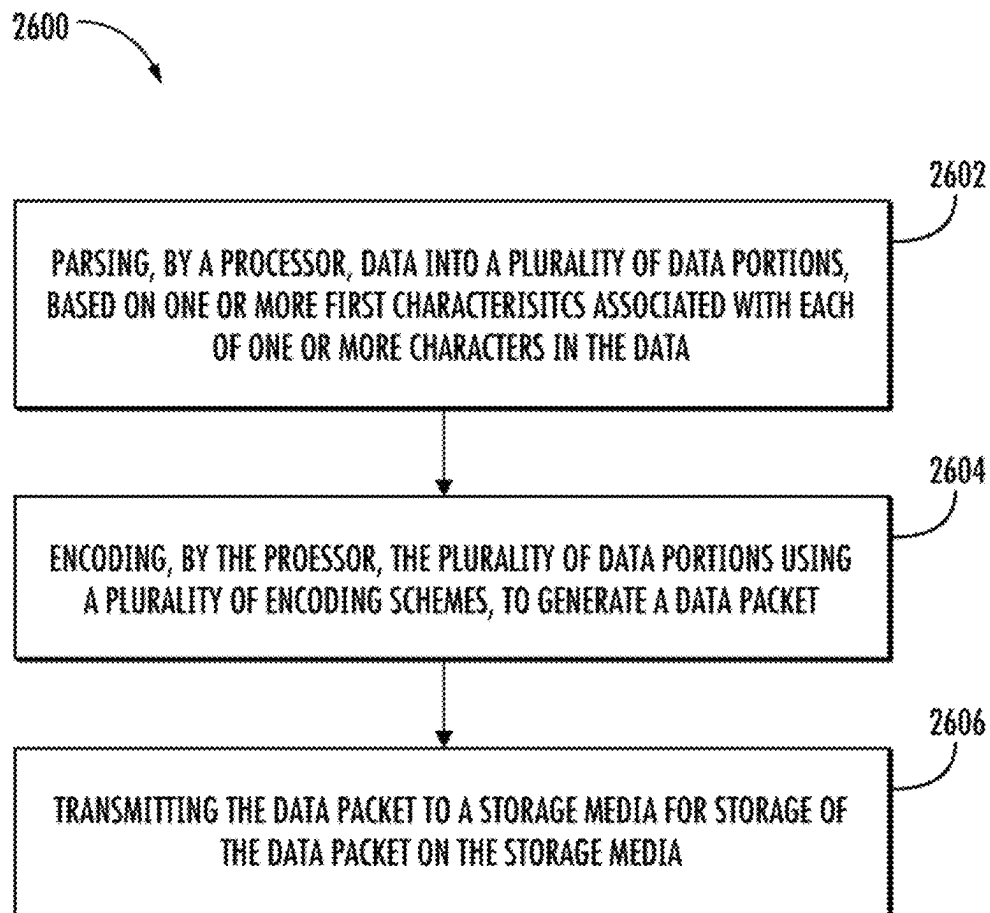 2600
2602
PARSING, BY A PROCESSOR, DATA INTO A PLURALITY OF DATA PORTIONS,
BASED ON ONE OR MORE FIRST CHARACTERISITCS ASSOCIATED WITH EACH
OF ONE OR MORE CHARACTERS IN THE DATA
2604
ENCODING, BY THE PROESSOR, THE PLURALITY OF DATA PORTIONS USING
A PLURALITY OF ENCODING SCHEMES, TO GENERATE A DATA PACKET
2606
TRANSMITTING THE DATA PACKET TO A STORAGE MEDIA FOR STORAGE OF
THE DATA PACKET ON THE STORAGE MEDIA